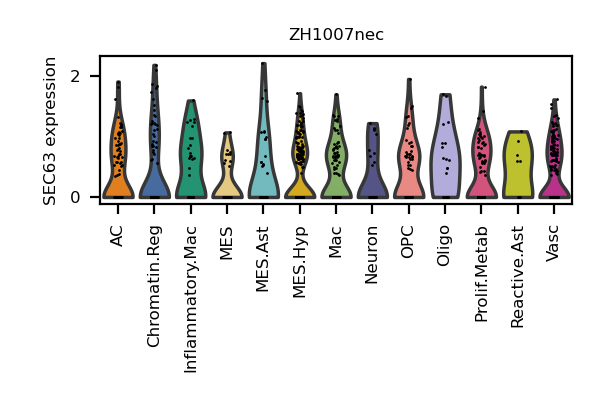 ZH1007nec
SEC63 expression
2
0
AC
Chromatin.Reg
Inflammatory.Mac
MES
MES.Ast
MES.Hyp
Mac
Neuron
OPC
Oligo
Prolif.Metab
Reactive.Ast
Vasc